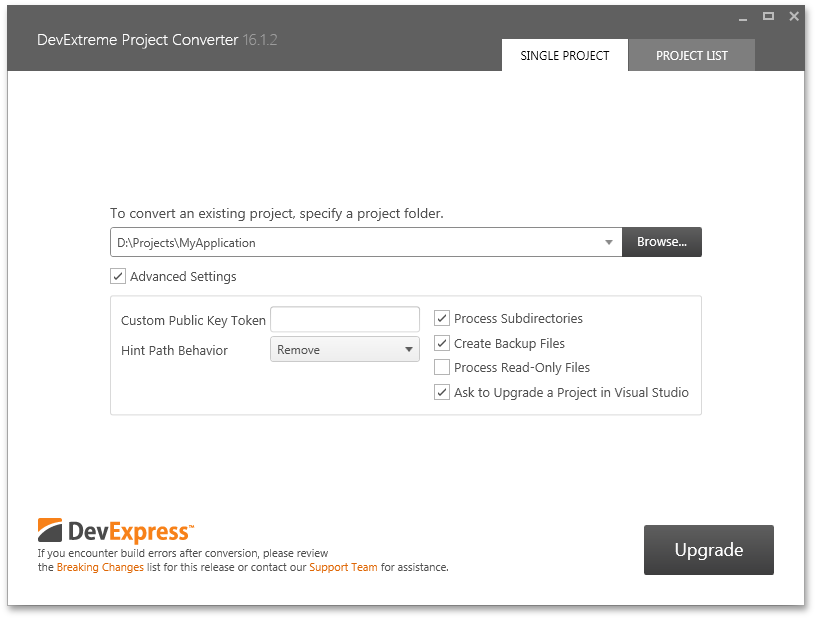 DevExtreme Project Converter 16.1.2
SINGLE PROJECT
PROJECT LIST
To convert an existing project, specify a project folder.
D:\Projects\MyApplication
Browse...
Advanced Settings
Custom Public Key Token
Hint Path Behavior
Remove
Process Subdirectories
Create Backup Files
Process Read-Only Files
Ask to Upgrade a Project in Visual Studio
DevExpress™
If you encounter build errors after conversion, please review
the Breaking Changes list for this release or contact our Support Team for assistance.
Upgrade